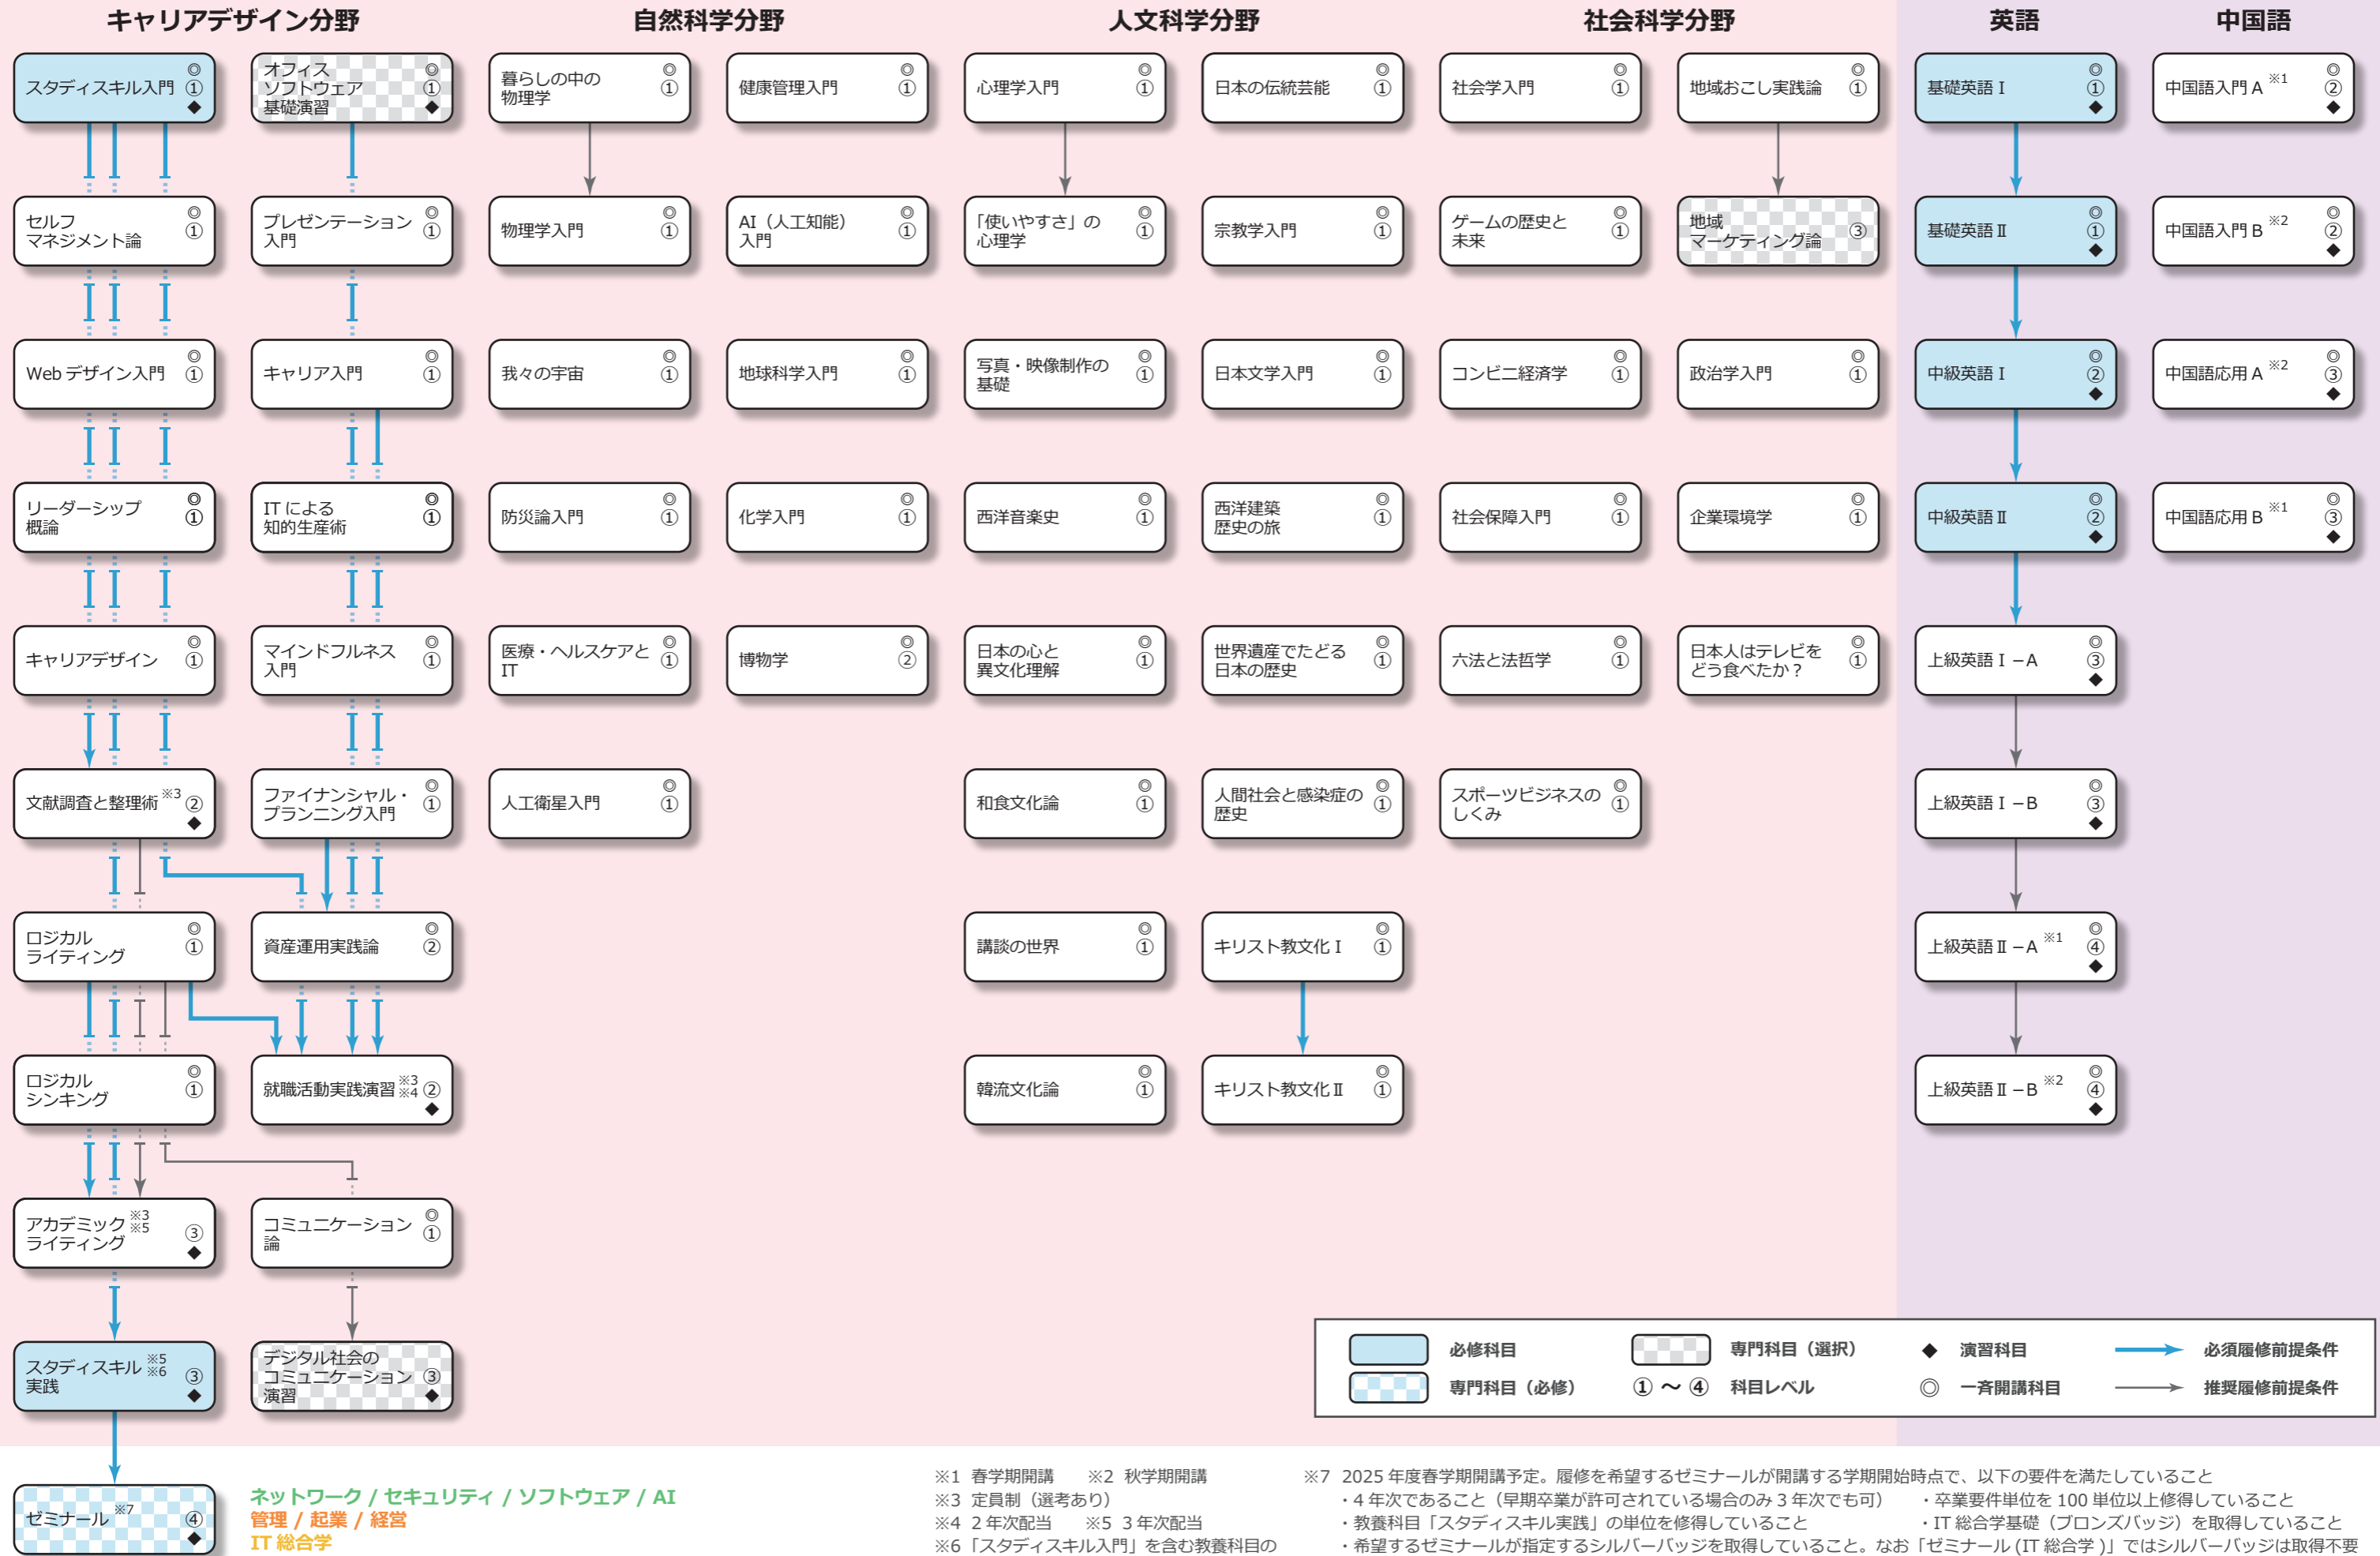 キャリアデザイン分野
自然科学分野
人文科学分野
社会科学分野
英語
中国語
スタディスキル入門 ◎ ① ◆
オフィス
ソフトウェア
基礎演習 ◎ ① ◆
暮らしの中の
物理学 ◎ ①
健康管理入門 ◎ ①
心理学入門 ◎ ①
日本の伝統芸能 ◎ ①
社会学入門 ◎ ①
地域おこし実践論 ◎ ①
基礎英語 Ⅰ ◎ ① ◆
中国語入門 A ※1 ◎ ② ◆
セルフ
マネジメント論 ◎ ①
プレゼンテーション
入門 ◎ ①
物理学入門 ◎ ①
AI（人工知能）
入門 ◎ ①
「使いやすさ」の
心理学 ◎ ①
宗教学入門 ◎ ①
ゲームの歴史と
未来 ◎ ①
地域
マーケティング論 ③
基礎英語 Ⅱ ◎ ① ◆
中国語入門 B ※2 ◎ ② ◆
Web デザイン入門 ◎ ①
キャリア入門 ◎ ①
我々の宇宙 ◎ ①
地球科学入門 ◎ ①
写真・映像制作の
基礎 ◎ ①
日本文学入門 ◎ ①
コンビニ経済学 ◎ ①
政治学入門 ◎ ①
中級英語 Ⅰ ◎ ② ◆
中国語応用 A ※2 ◎ ③ ◆
リーダーシップ
概論 ◎ ①
IT による
知的生産術 ◎ ①
防災論入門 ◎ ①
化学入門 ◎ ①
西洋音楽史 ◎ ①
西洋建築
歴史の旅 ◎ ①
社会保障入門 ◎ ①
企業環境学 ◎ ①
中級英語 Ⅱ ◎ ② ◆
中国語応用 B ※1 ◎ ③ ◆
キャリアデザイン ◎ ①
マインドフルネス
入門 ◎ ①
医療・ヘルスケアと
IT ◎ ①
博物学 ◎ ②
日本の心と
異文化理解 ◎ ①
世界遺産でたどる
日本の歴史 ◎ ①
六法と法哲学 ◎ ①
日本人はテレビを
どう食べたか？ ◎ ①
上級英語 Ⅰ－A ◎ ③ ◆
文献調査と整理術 ※3 ② ◆
ファイナンシャル・
プランニング入門 ◎ ①
人工衛星入門 ◎ ①
和食文化論 ◎ ①
人間社会と感染症の
歴史 ◎ ①
スポーツビジネスの
しくみ ◎ ①
上級英語 Ⅰ－B ◎ ③ ◆
ロジカル
ライティング ◎ ①
資産運用実践論 ◎ ②
講談の世界 ◎ ①
キリスト教文化 Ⅰ ◎ ①
上級英語 Ⅱ－A ※1 ◎ ④ ◆
ロジカル
シンキング ◎ ①
就職活動実践演習 ※3 ※4 ② ◆
韓流文化論 ◎ ①
キリスト教文化 Ⅱ ◎ ①
上級英語 Ⅱ－B ※2 ◎ ④ ◆
アカデミック ※3
ライティング ※5 ③ ◆
コミュニケーション
論 ◎ ①
スタディスキル ※5
実践 ※6 ③ ◆
デジタル社会の
コミュニケーション
演習 ③ ◆
必修科目
専門科目（選択）
◆ 演習科目
必須履修前提条件
専門科目（必修）
①～④ 科目レベル
◎ 一斉開講科目
推奨履修前提条件
ゼミナール ※7 ④ ◆
ネットワーク / セキュリティ / ソフトウェア / AI
管理 / 起業 / 経営
IT 総合学
※1 春学期開講 ※2 秋学期開講
※3 定員制（選考あり）
※4 2 年次配当 ※5 3 年次配当
※6「スタディスキル入門」を含む教養科目の
※7 2025 年度春学期開講予定。履修を希望するゼミナールが開講する学期開始時点で、以下の要件を満たしていること
・4 年次であること（早期卒業が許可されている場合のみ 3 年次でも可） ・卒業要件単位を 100 単位以上修得していること
・教養科目「スタディスキル実践」の単位を修得していること ・IT 総合学基礎（ブロンズバッジ）を取得していること
・希望するゼミナールが指定するシルバーバッジを取得していること。なお「ゼミナール (IT 総合学 )」ではシルバーバッジは取得不要